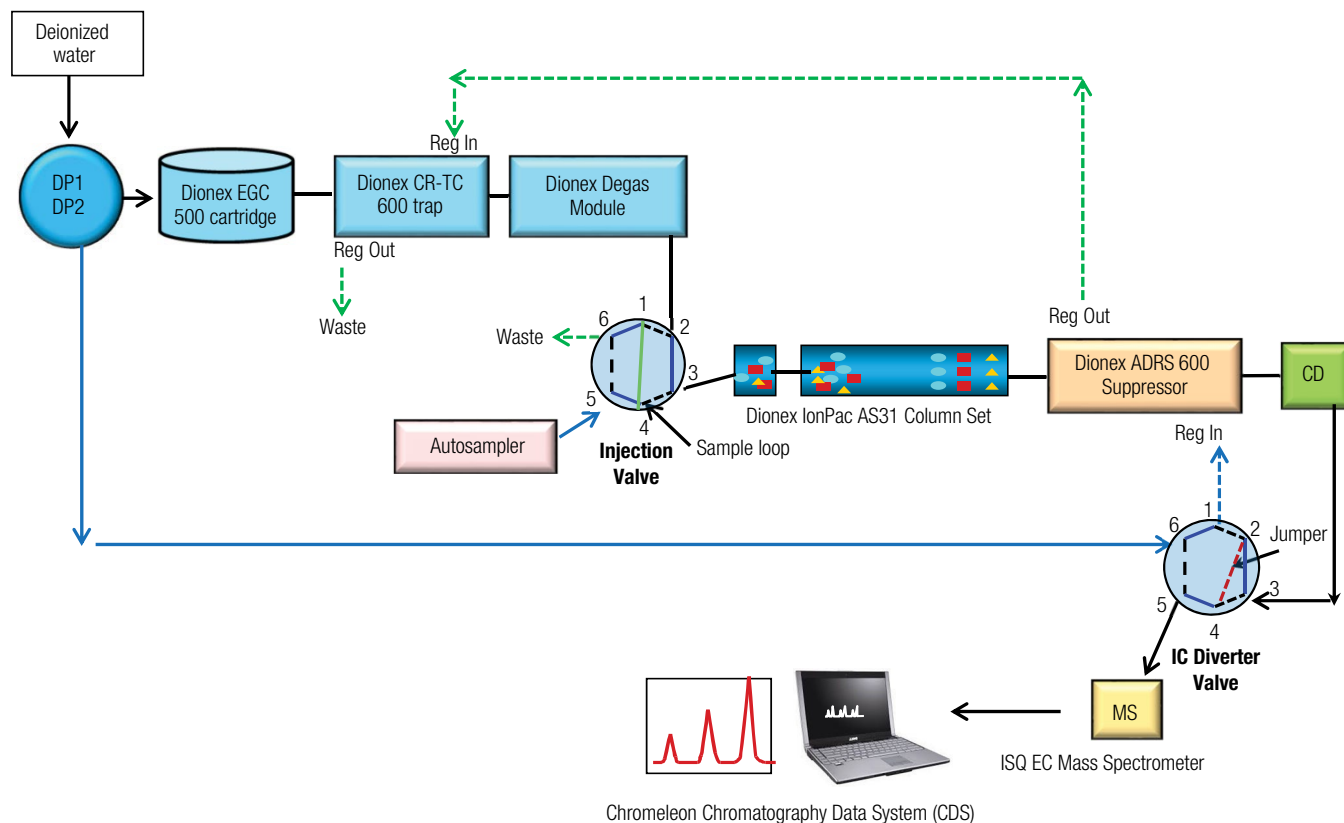 Deionized
water
DP1
DP2
Dionex EGC
500 cartridge
Reg In
Dionex CR-TC
600 trap
Reg Out
Waste
Dionex Degas
Module
Waste
1
2
3
4
5
6
Autosampler
Injection
Valve
Sample loop
Dionex IonPac AS31 Column Set
Reg Out
Dionex ADRS 600
Suppressor
CD
Reg In
1
2
3
4
5
6
Jumper
IC Diverter
Valve
MS
ISQ EC Mass Spectrometer
Chromeleon Chromatography Data System (CDS)